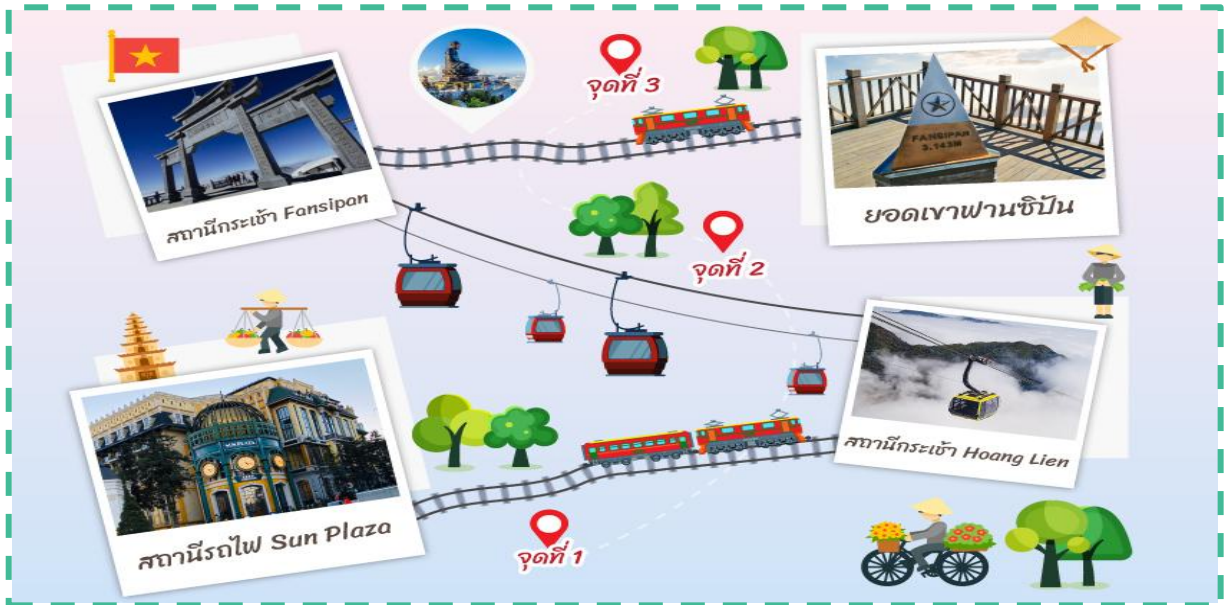 จุดที่ 3
FANSIPAN
3.143M
สถานีกระเช้า Fansipan
ยอดเขาฟานซิปัน
จุดที่ 2
SUN PLAZA
สถานีกระเช้า Hoang Lien
สถานีรถไฟ Sun Plaza
จุดที่ 1